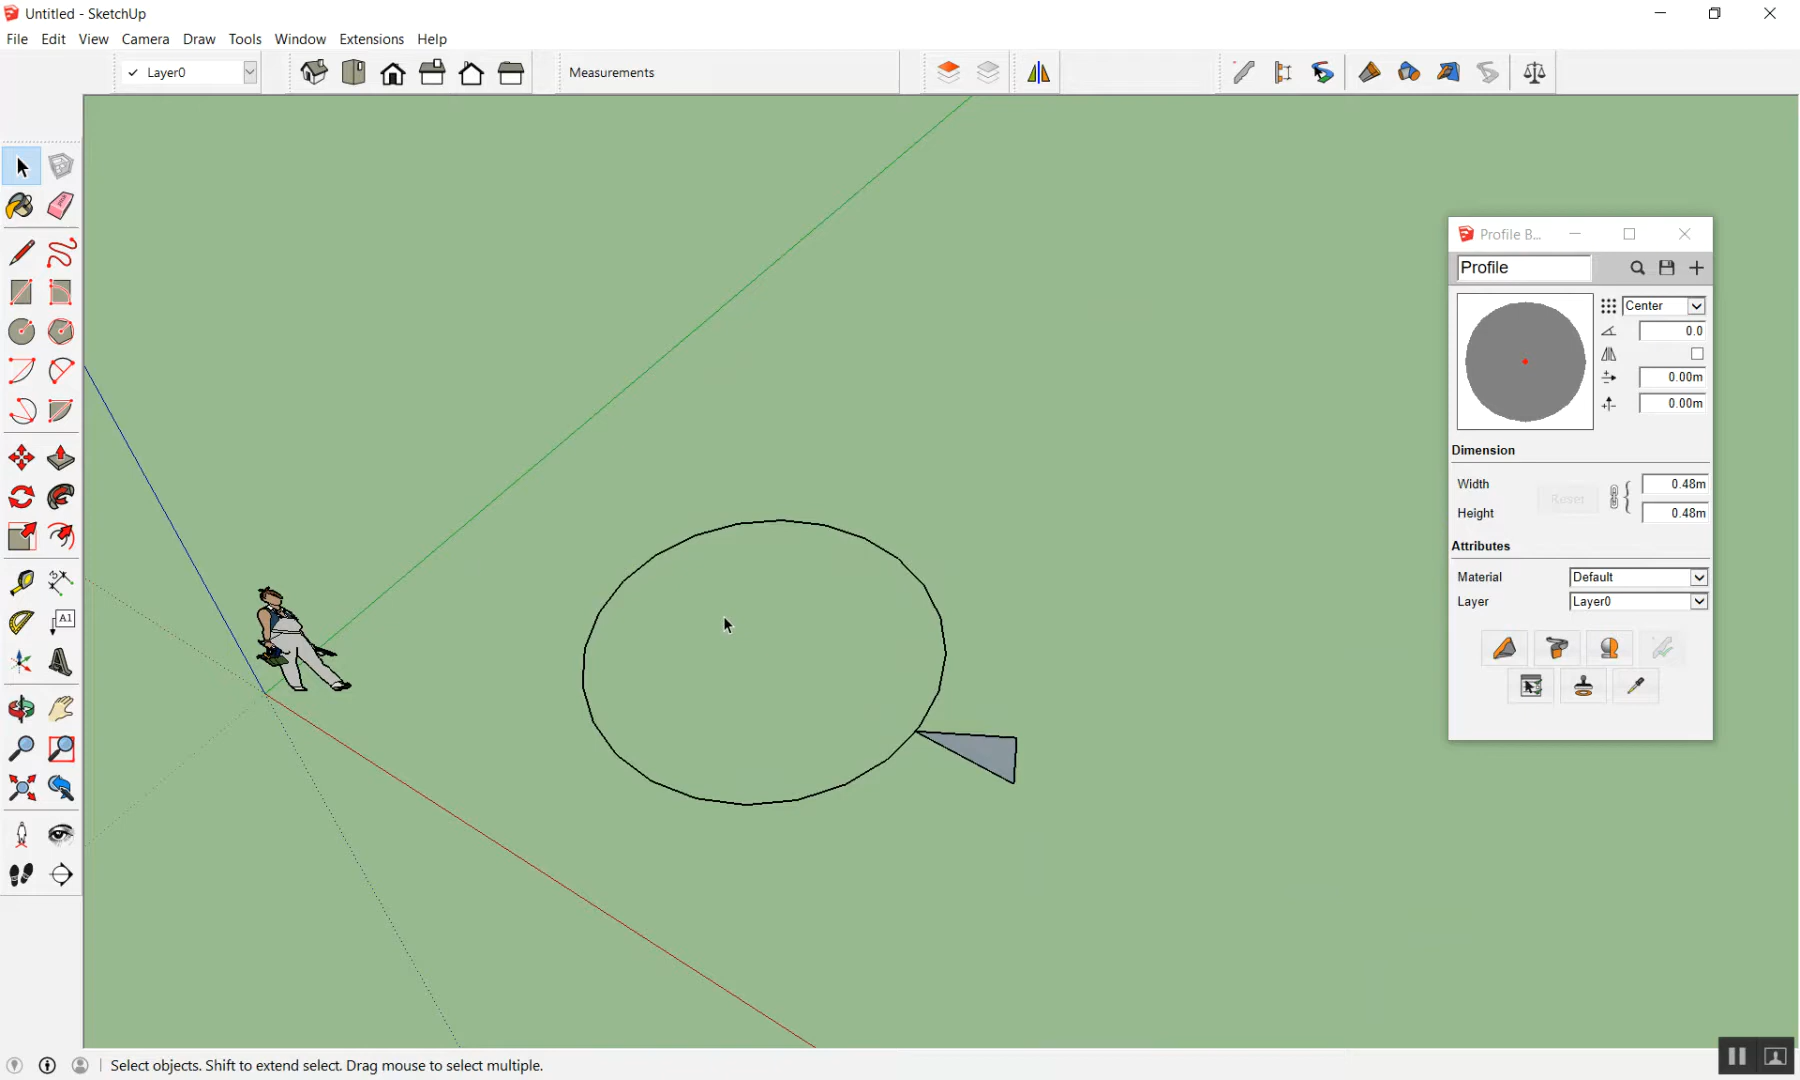 Untitled - SketchUp
File Edit View Camera Draw Tools Window Extensions Help
Layer0
Measurements
Profile B...
Profile
Center
0.0
0.00m
0.00m
Dimension
Width 0.48m
Reset
Height 0.48m
Attributes
Material Default
Layer Layer0
A1
Select objects. Shift to extend select. Drag mouse to select multiple.